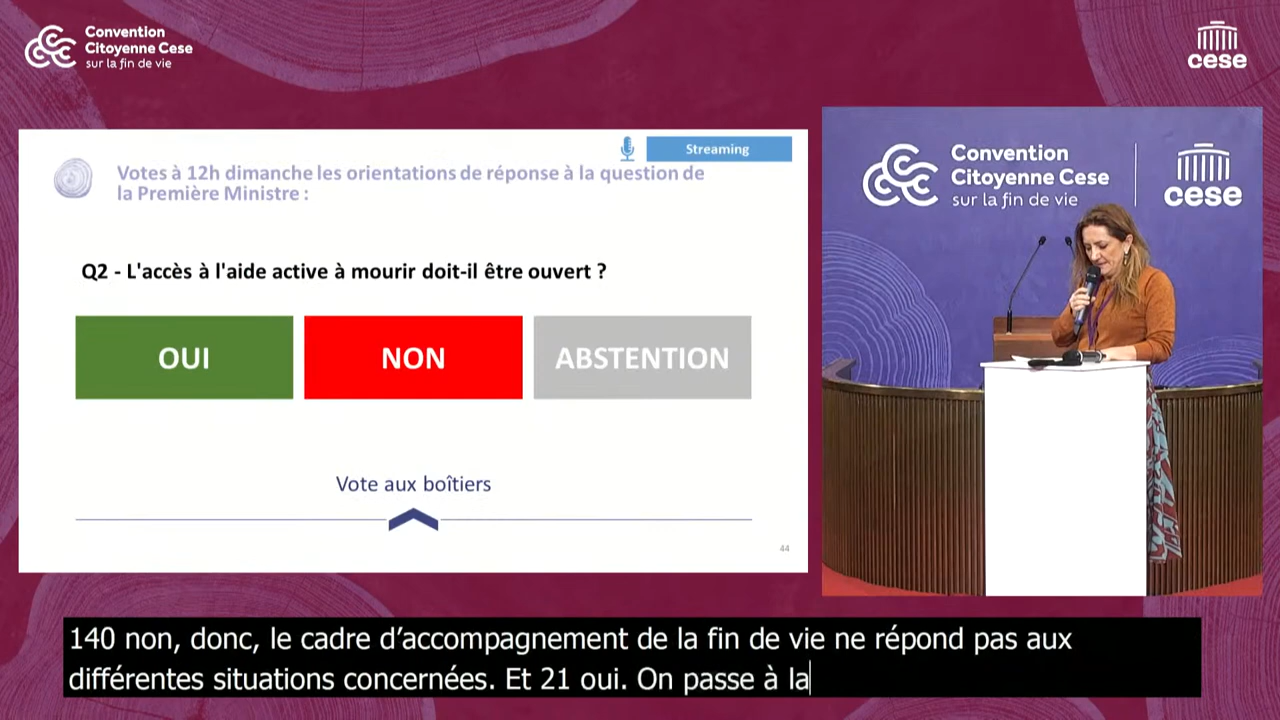 Convention
Citoyenne Cese
sur la fin de vie
cese
Streaming
Votes à 12h dimanche les orientations de réponse à la question de
la Première Ministre :
Q2 - L'accès à l'aide active à mourir doit-il être ouvert ?
OUI
NON
ABSTENTION
Vote aux boîtiers
44
Convention
Citoyenne Cese
sur la fin de vie
cese
140 non, donc, le cadre d’accompagnement de la fin de vie ne répond pas aux
différentes situations concernées. Et 21 oui. On passe à la